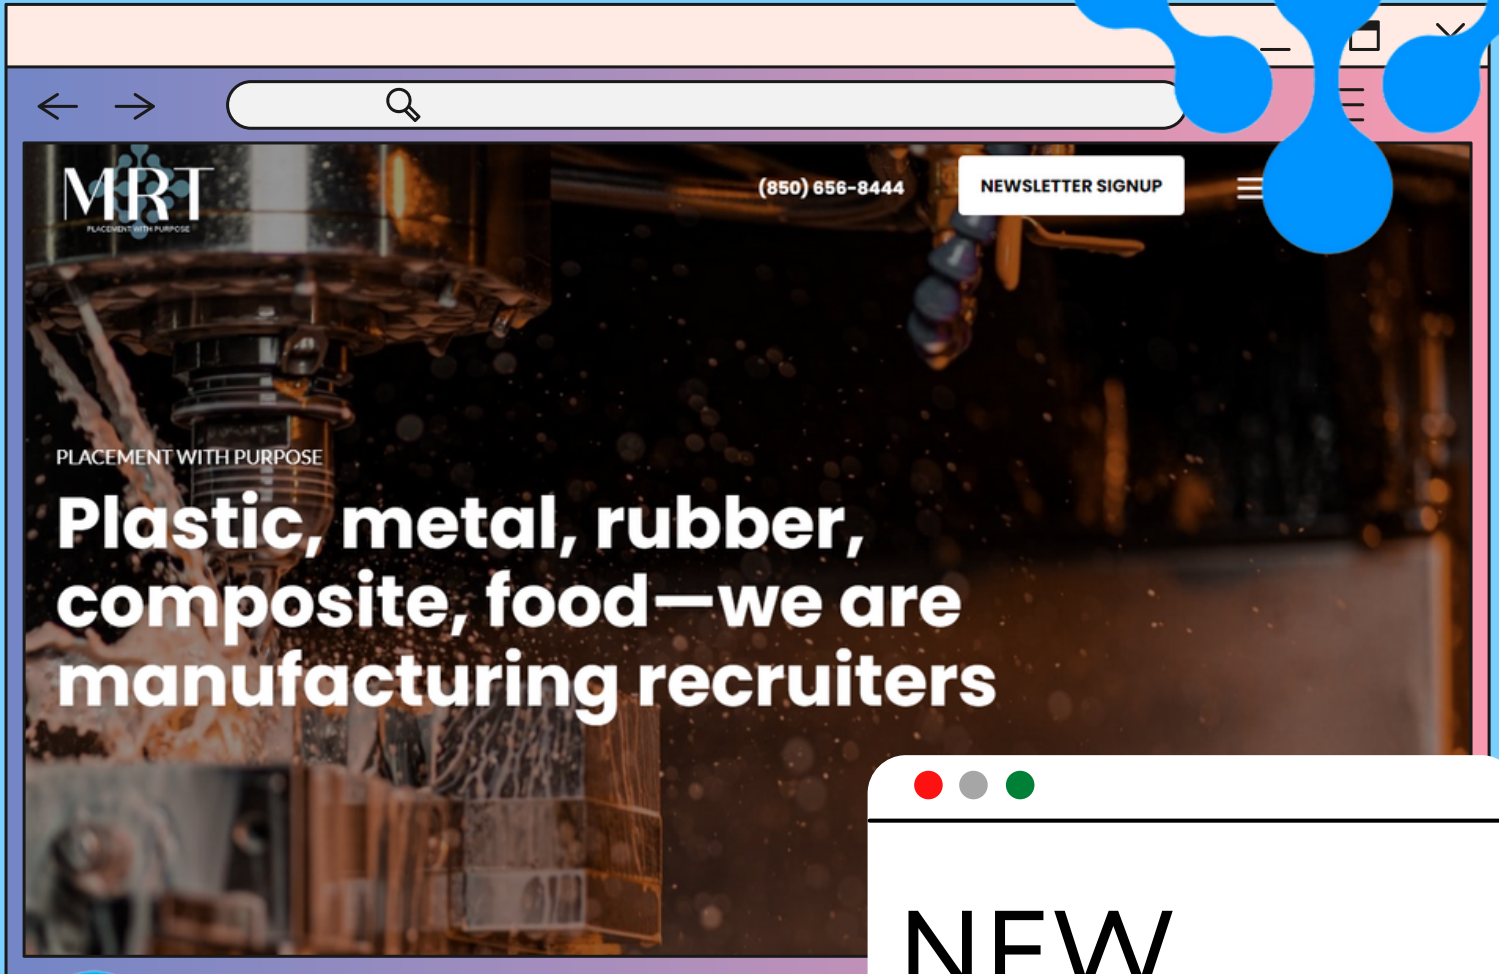 MRT
PLACEMENT WITH PURPOSE
(850) 656-8444
NEWSLETTER SIGNUP
PLACEMENT WITH PURPOSE
Plastic, metal, rubber,
composite, food—we are
manufacturing recruiters
NEW